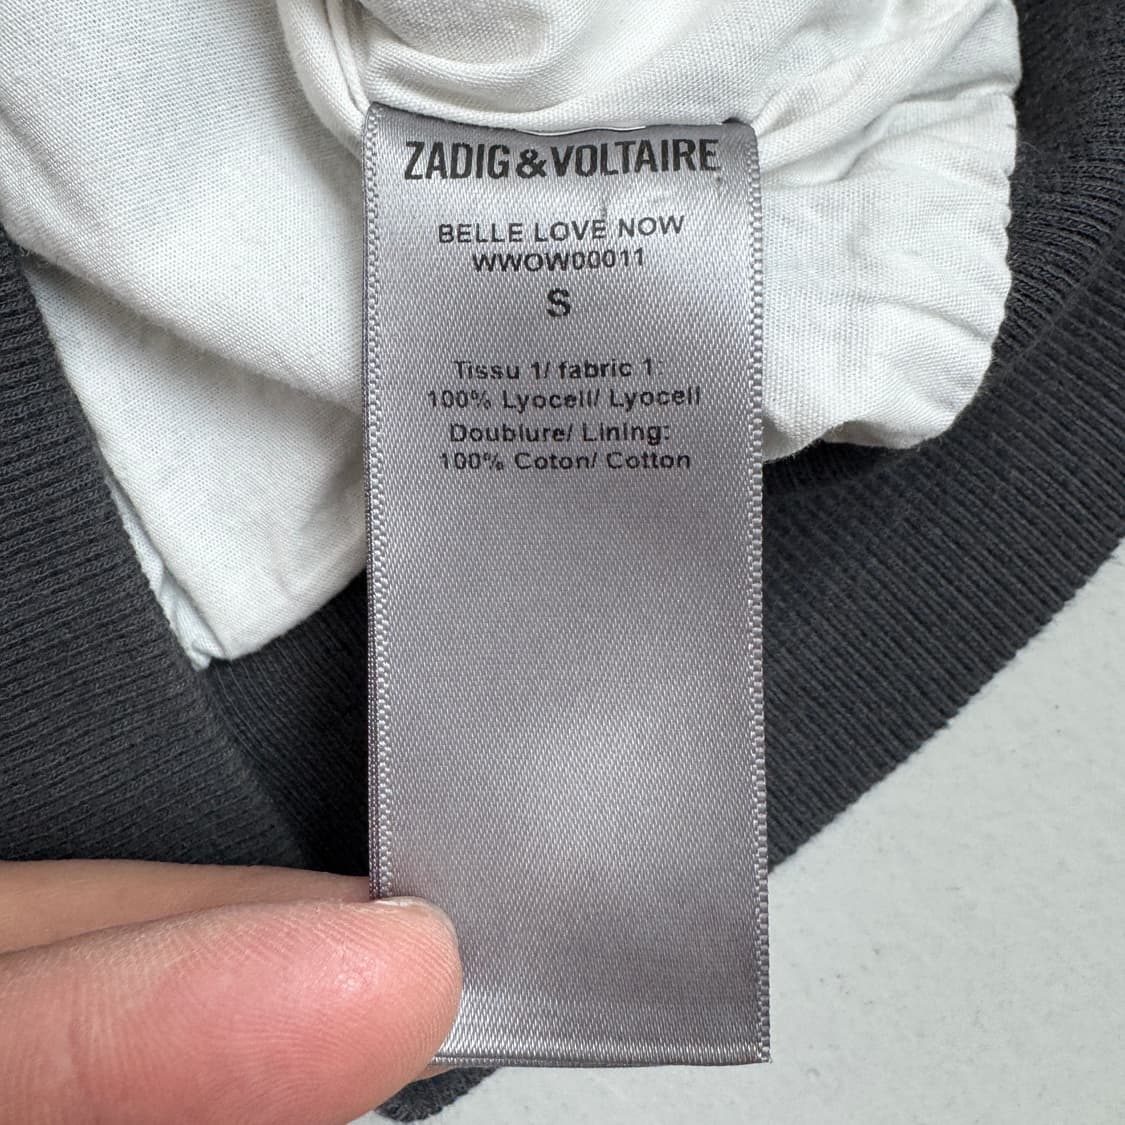 ZADIG&VOLTAIRE
BELLE LOVE NOW
WWOW00011
S
Tissu 1/ fabric 1:
100% Lyocell/ Lyocell
Doublure/ Lining:
100% Coton/ Cotton